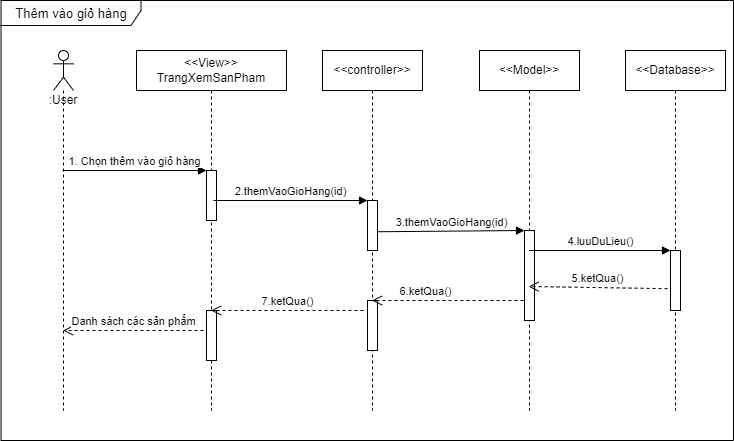 Thêm vào giỏ hàng
<<View>>
TrangXemSanPham
<<controller>>
<<Model>>
<<Database>>
:User
1. Chọn thêm vào giỏ hàng
2.themVaoGioHang(id)
3.themVaoGioHang(id)
4.luuDuLieu()
5.ketQua()
6.ketQua()
7.ketQua()
Danh sách các sản phẩm